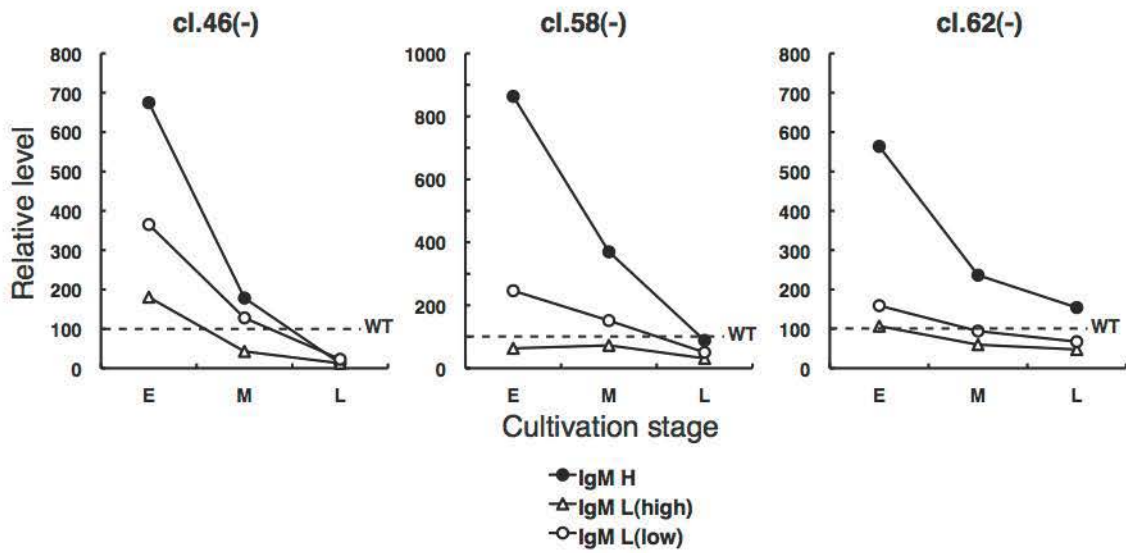 cl.46(-)
cl.58(-)
cl.62(-)
Relative level
800
700
600
500
400
300
200
100
0
WT
E M L
1000
800
600
400
200
0
WT
E M L
800
700
600
500
400
300
200
100
0
WT
E M L
Cultivation stage
IgM H
IgM L(high)
IgM L(low)